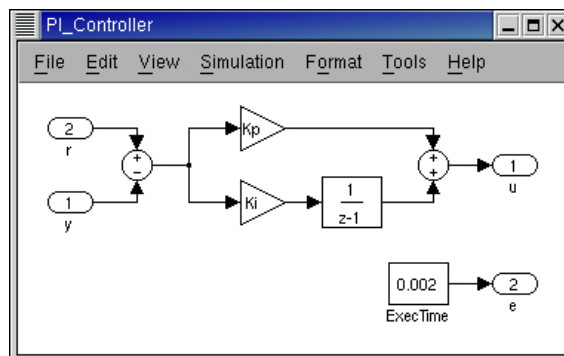 PI_Controller
File Edit View Simulation Format Tools Help
2
r
+
−
1
y
Kp
Ki
1
z-1
+
+
1
u
0.002
ExecTime
2
e